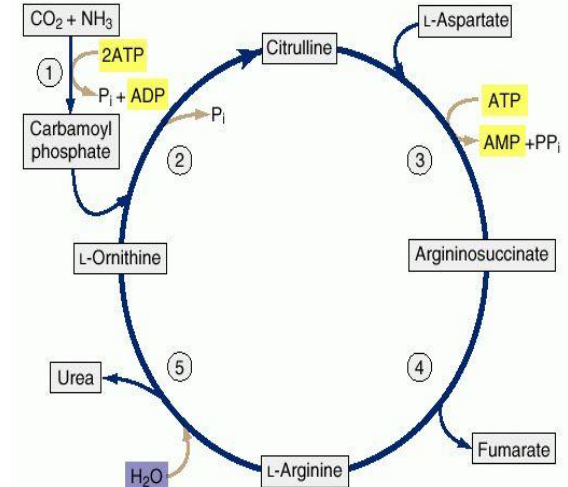 CO₂ + NH₃
1
2ATP
Pᵢ + ADP
Carbamoyl
phosphate
Citrulline
L-Aspartate
Pᵢ
ATP
AMP +PPᵢ
2
3
L-Ornithine
Argininosuccinate
5
4
Urea
Fumarate
H₂O
L-Arginine